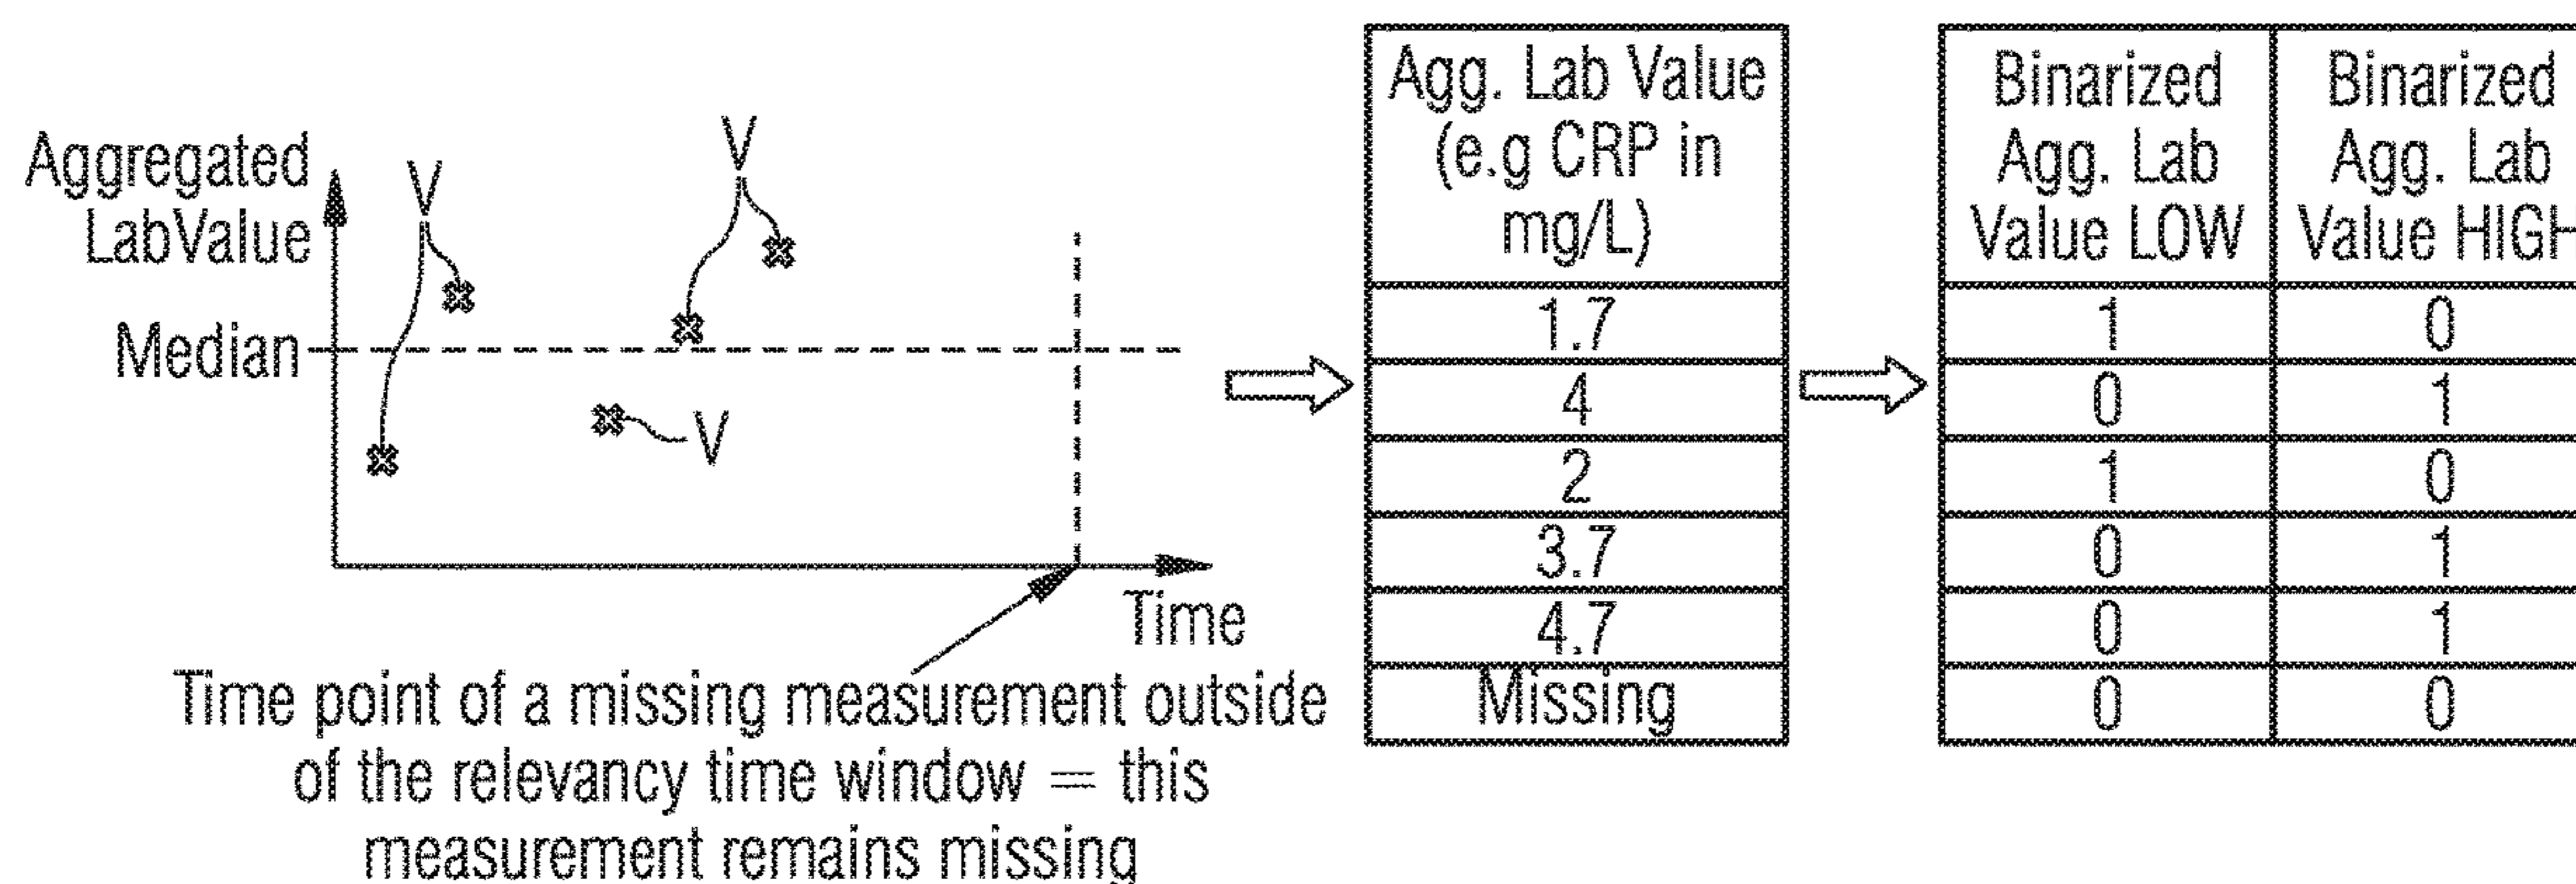 Aggregated
LabValue
V
V
Median
V
Time
Time point of a missing measurement outside
of the relevancy time window = this
measurement remains missing
Agg. Lab Value
(e.g CRP in
mg/L)
1.7
4
2
3.7
4.7
Missing
Binarized Binarized
Agg. Lab Agg. Lab
Value LOW Value HIGH
1 0
0 1
1 0
0 1
0 1
0 0